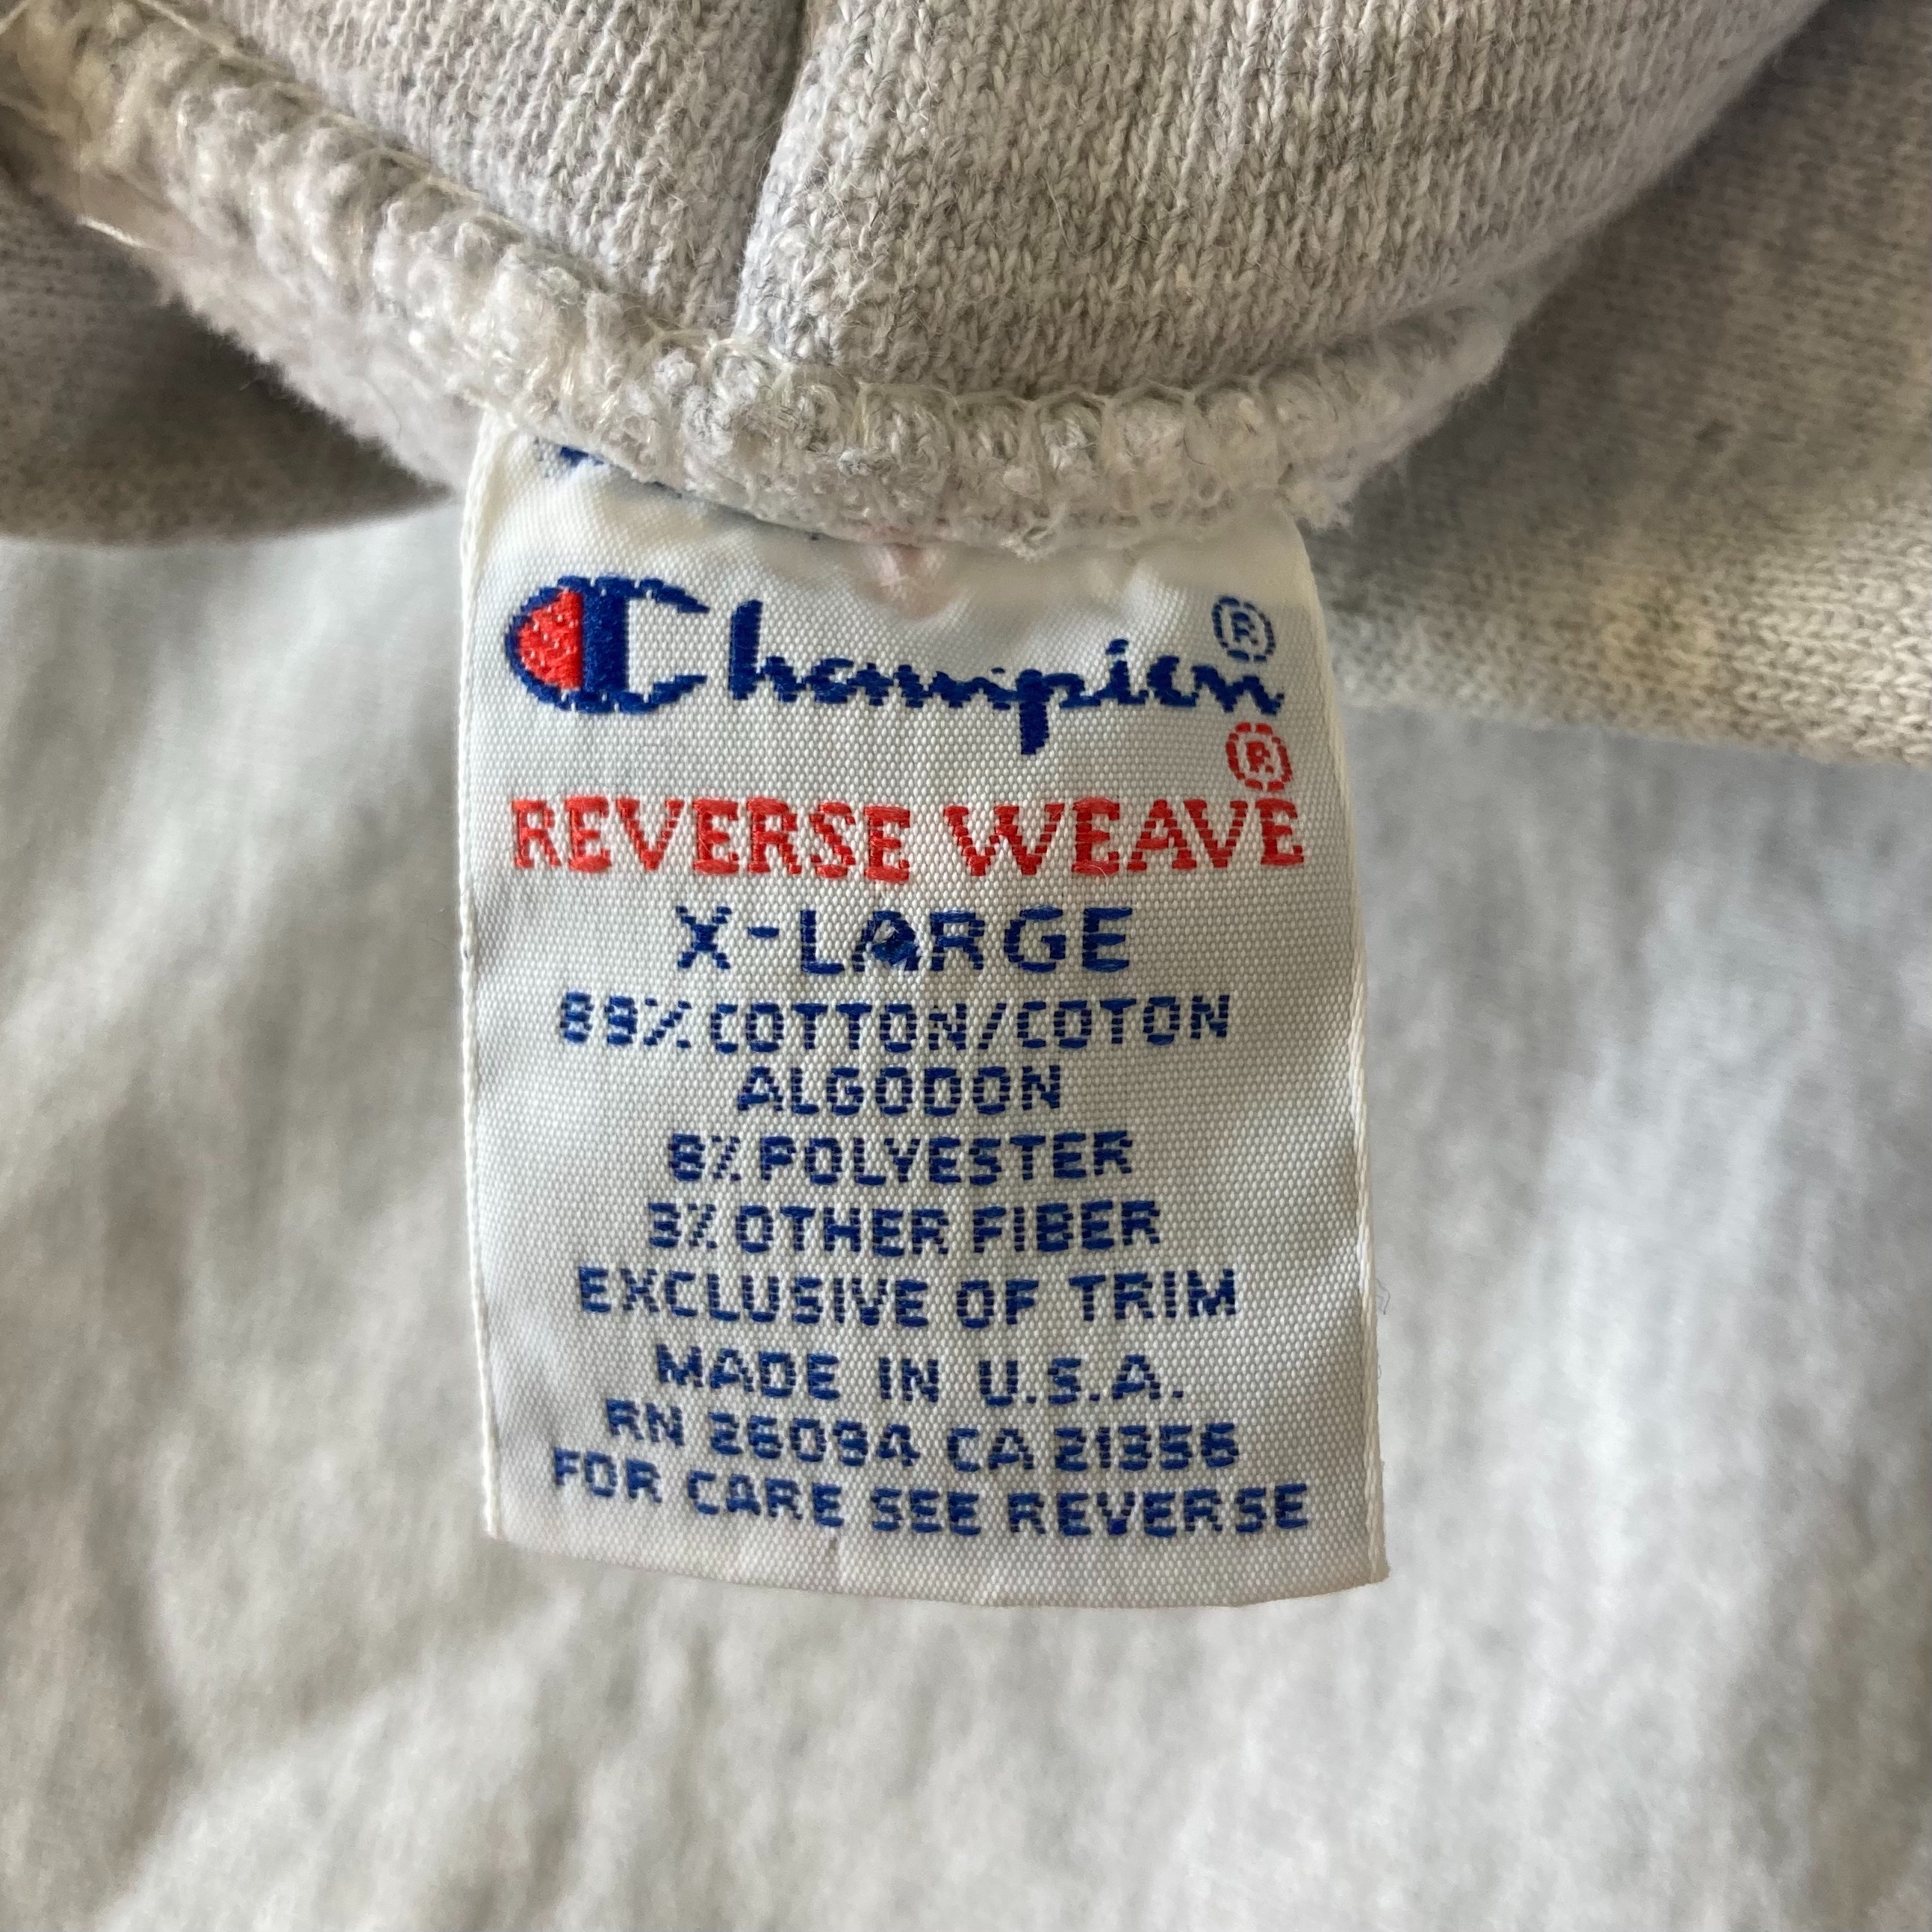 Champion®
REVERSE WEAVE®
X-LARGE
89% COTTON/COTON
ALGODON
8% POLYESTER
3% OTHER FIBER
EXCLUSIVE OF TRIM
MADE IN U.S.A.
RN 26094 CA 21356
FOR CARE SEE REVERSE